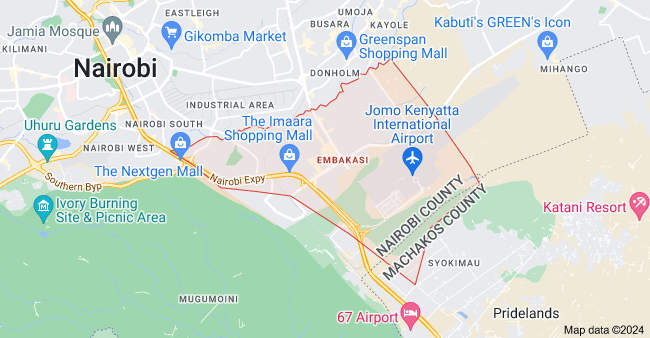 EASTLEIGH
UMOJA
KAYOLE
BUSARA
Kabuti's GREEN's Icon
Jamia Mosque
Gikomba Market
Greenspan
Shopping Mall
KILIMANI
Nairobi
DONHOLM
MIHANGO
INDUSTRIAL AREA
Jomo Kenyatta
International
Airport
The Imaara
Shopping Mall
NAIROBI SOUTH
Uhuru Gardens
NAIROBI WEST
EMBAKASI
The Nextgen Mall
Nairobi Expy
Southern Byp
Ivory Burning
Site & Picnic Area
NAIROBI COUNTY
MACHAKOS COUNTY
Katani Resort
SYOKIMAU
MUGUMOINI
67 Airport
Pridelands
Map data ©2024